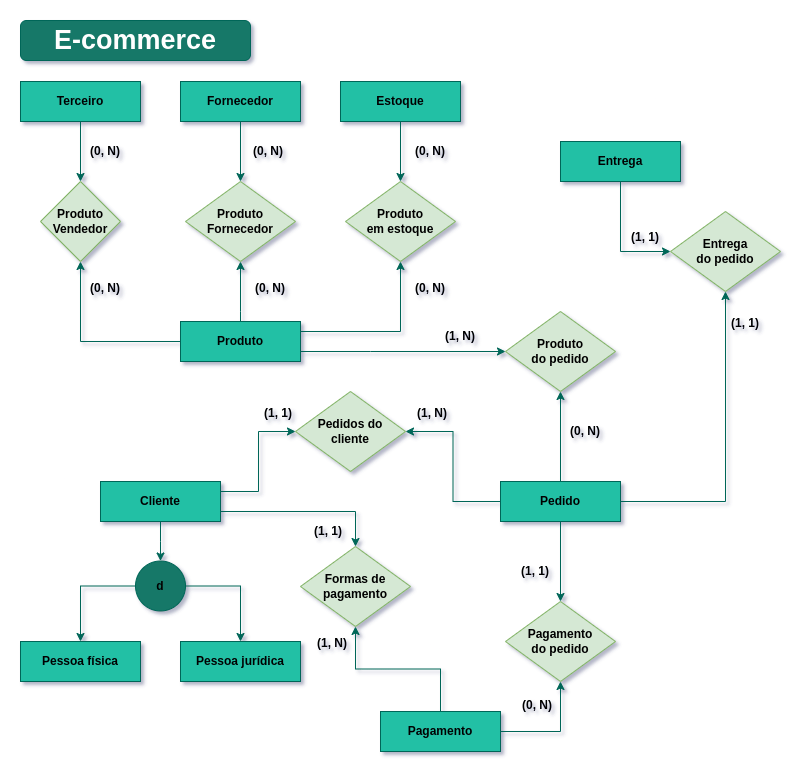 E-commerce
Terceiro
Fornecedor
Estoque
(0, N)
(0, N)
(0, N)
Entrega
Produto
Vendedor
Produto
Fornecedor
Produto
em estoque
(1, 1)
Entrega
do pedido
(0, N)
(0, N)
(0, N)
(1, 1)
Produto
(1, N)
Produto
do pedido
(1, 1)
Pedidos do
cliente
(1, N)
(0, N)
Cliente
Pedido
(1, 1)
d
Formas de
pagamento
(1, 1)
Pessoa física
Pessoa jurídica
(1, N)
Pagamento
do pedido
(0, N)
Pagamento